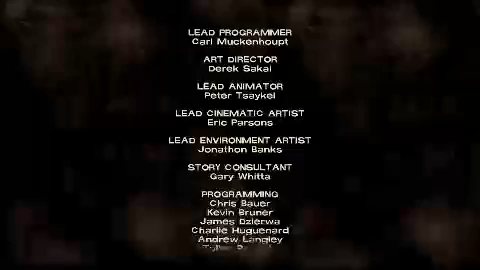 LEAD PROGRAMMER
Carl Muckenhoupt
ART DIRECTOR
Derek Sakai
LEAD ANIMATOR
Peter Tsaykel
LEAD CINEMATIC ARTIST
Eric Parsons
LEAD ENVIRONMENT ARTIST
Jonathon Banks
STORY CONSULTANT
Gary Whitta
PROGRAMMING
Chris Bauer
Kevin Bruner
James Dzierwa
Charlie Huguenard
Andrew Langley